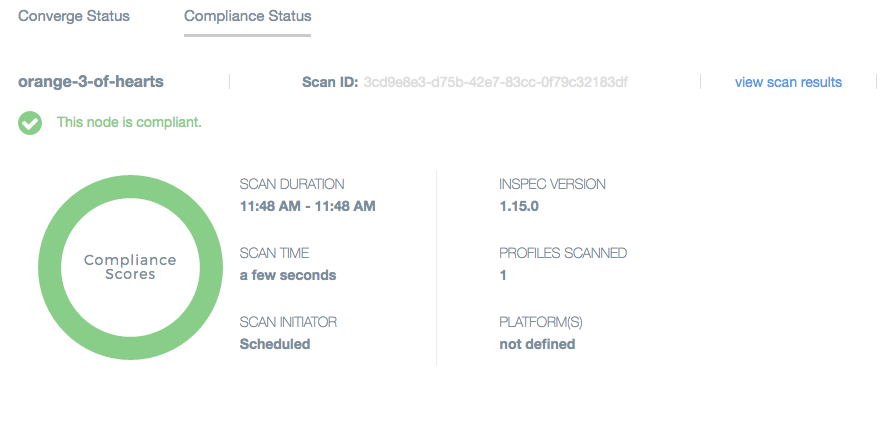 Converge Status
Compliance Status
orange-3-of-hearts
Scan ID: 3cd9e8e3-d75b-42e7-83cc-0f79c32183df
view scan results
This node is compliant.
Compliance
Scores
SCAN DURATION
11:48 AM - 11:48 AM
SCAN TIME
a few seconds
SCAN INITIATOR
Scheduled
INSPEC VERSION
1.15.0
PROFILES SCANNED
1
PLATFORM(S)
not defined